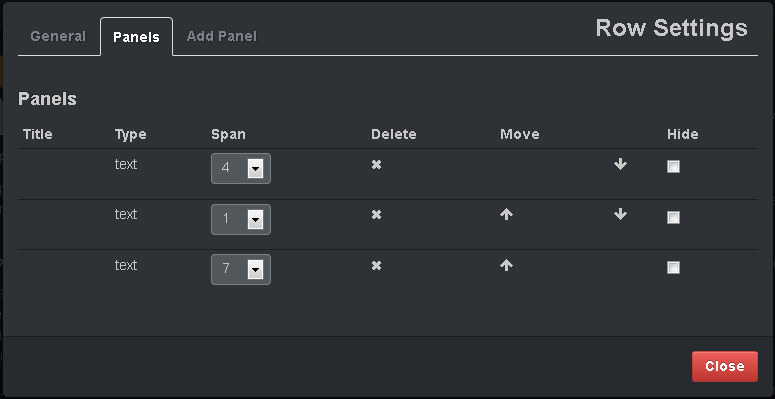 General Panels Add Panel Row Settings
Panels
Title Type Span Delete Move Hide
text 4
text 1
text 7
Close